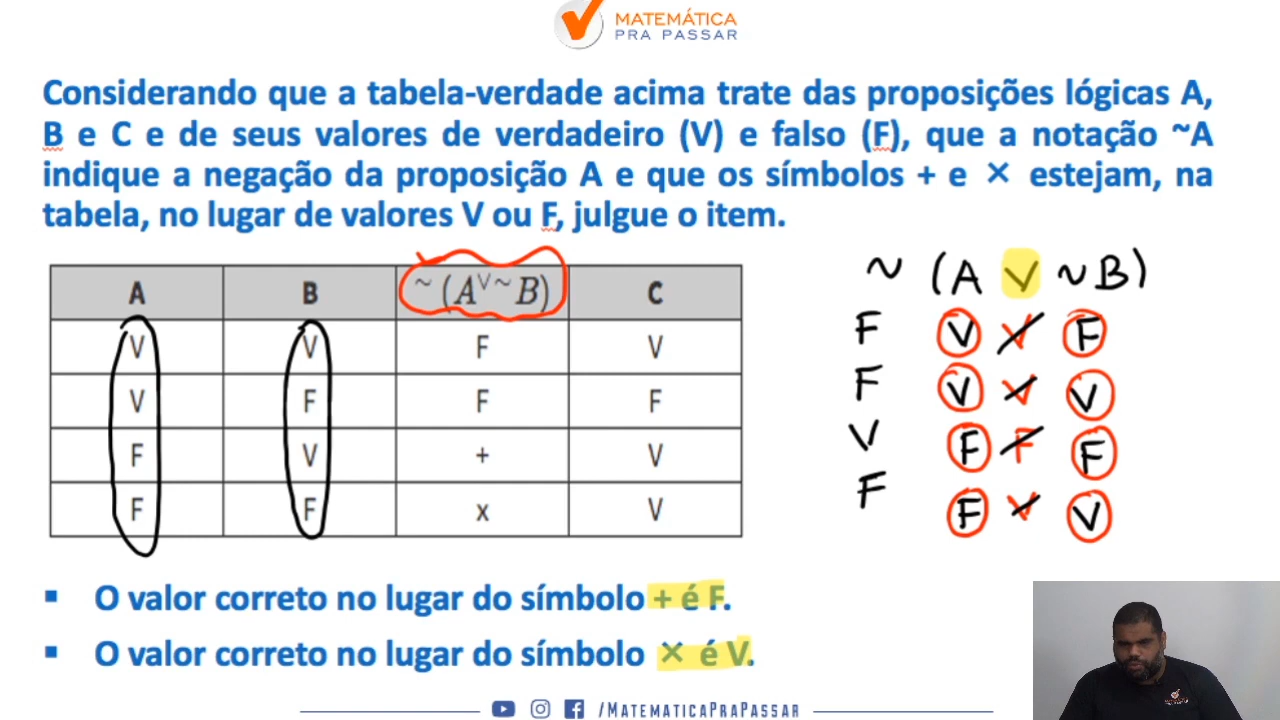 MATEMÁTICA
PRA PASSAR
Considerando que a tabela-verdade acima trate das proposições lógicas A,
B e C e de seus valores de verdadeiro (V) e falso (F), que a notação ~A
indique a negação da proposição A e que os símbolos + e × estejam, na
tabela, no lugar de valores V ou F, julgue o item.
A B ~(A∨~B) C
V V F V
V F F F
F V + V
F F x V
~ (A V ~B)
F V V F
F V V V
V F F F
F F V V
▪ O valor correto no lugar do símbolo + é F.
▪ O valor correto no lugar do símbolo × é V.
/MATEMATICAPRAPASSAR